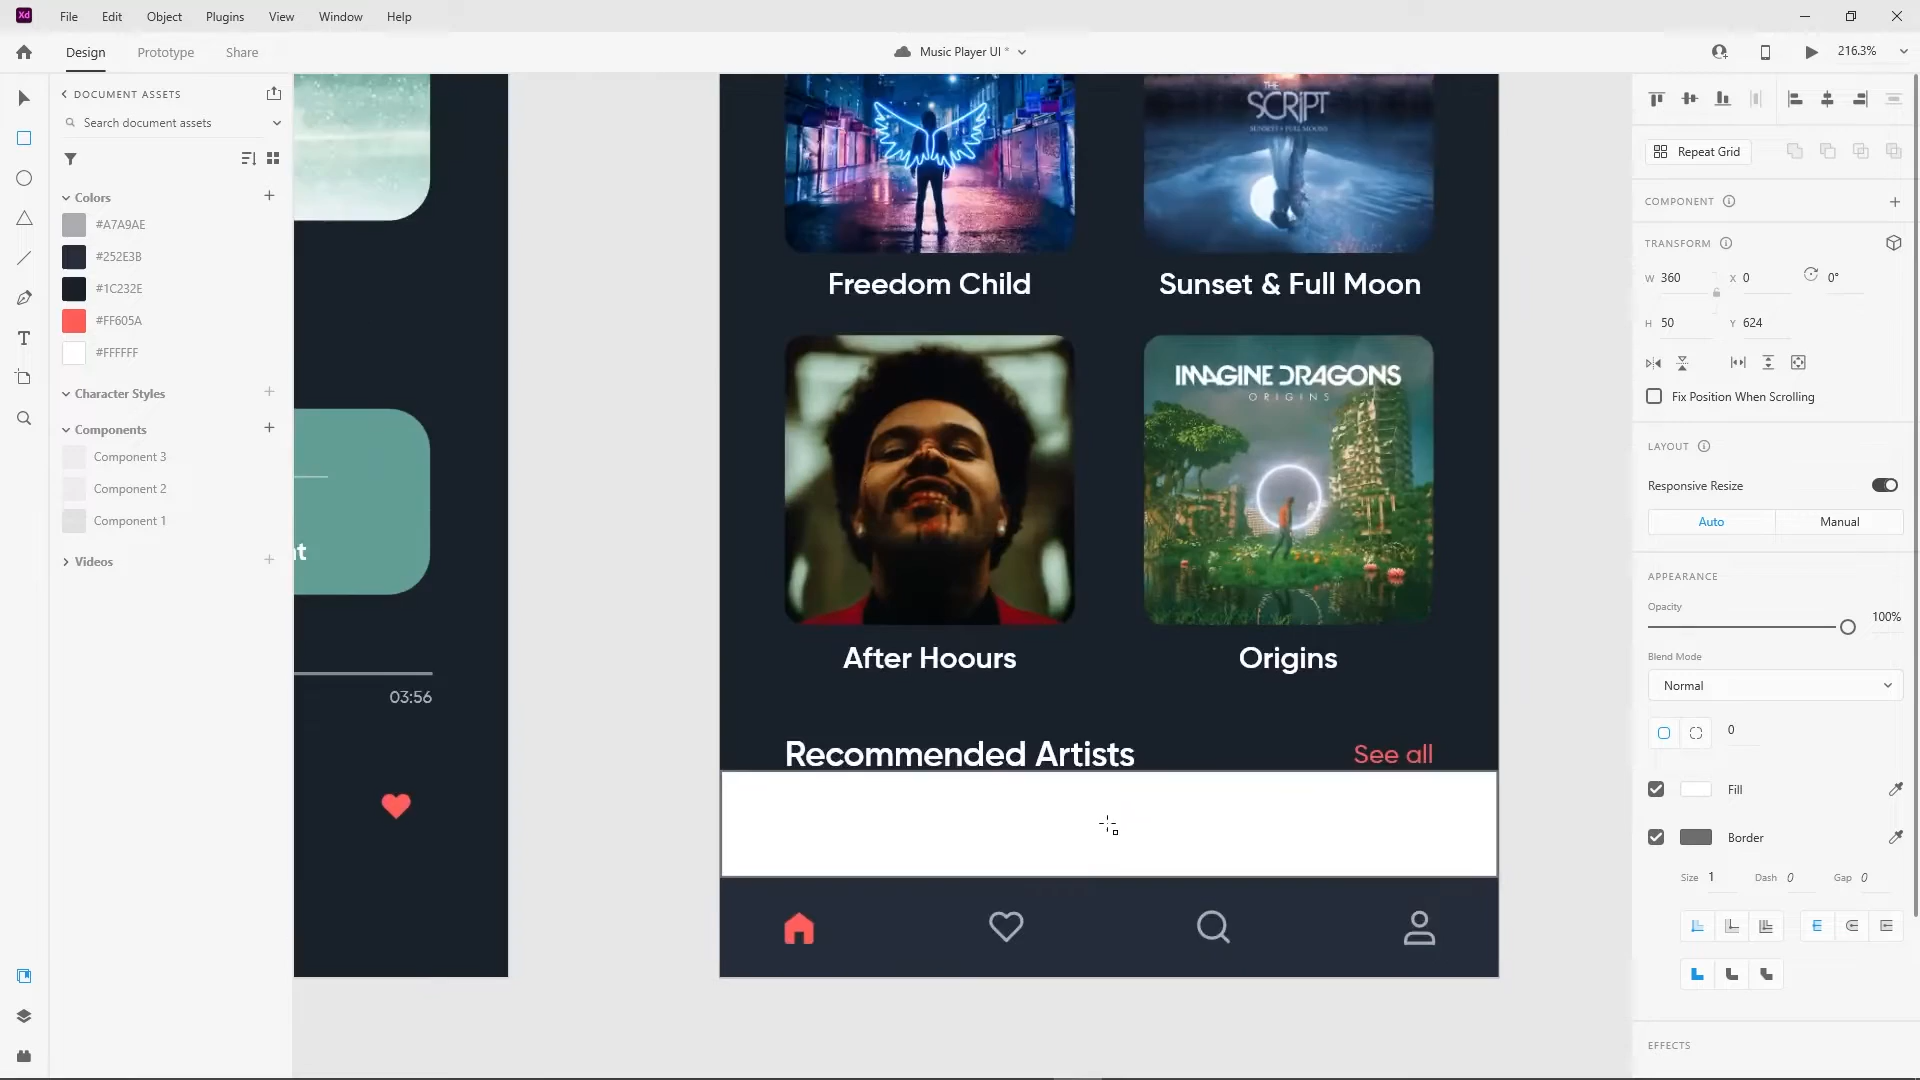 Xd File Edit Object Plugins View Window Help
Design Prototype Share
Music Player UI *
216.3%
DOCUMENT ASSETS
Search document assets
Colors
#A7A9AE
#252E3B
#1C232E
#FF605A
#FFFFFF
Character Styles
Components
Component 3
Component 2
Component 1
Videos
nt
03:56
THE
SCRIPT
SUNSETS & FULL MOONS
Freedom Child
Sunset & Full Moon
IMAGINE DRAGONS
ORIGINS
After Hoours
Origins
Recommended Artists
See all
Repeat Grid
COMPONENT
TRANSFORM
W 360 X 0 0°
H 50 Y 624
Fix Position When Scrolling
LAYOUT
Responsive Resize
Auto Manual
APPEARANCE
Opacity
100%
Blend Mode
Normal
0
Fill
Border
Size 1 Dash 0 Gap 0
EFFECTS